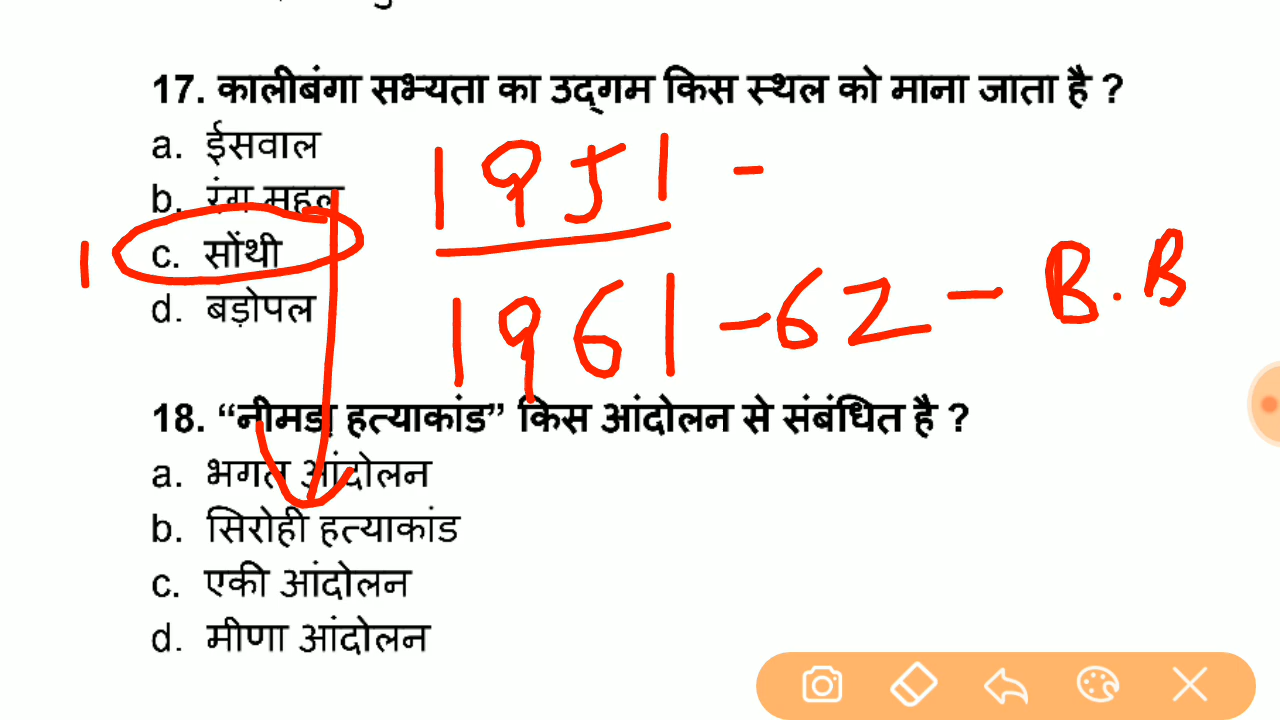 17. कालीबंगा सभ्यता का उद्गम किस स्थल को माना जाता है ?
a. ईसवाल
1951 -
b. रंग महल
1 c. सोंथी
1961 - 62 - B.B
d. बड़ोपल
18. “नीमडा़ हत्याकांड” किस आंदोलन से संबंधित है ?
a. भगत आंदोलन
b. सिरोही हत्याकांड
c. एकी आंदोलन
d. मीणा आंदोलन